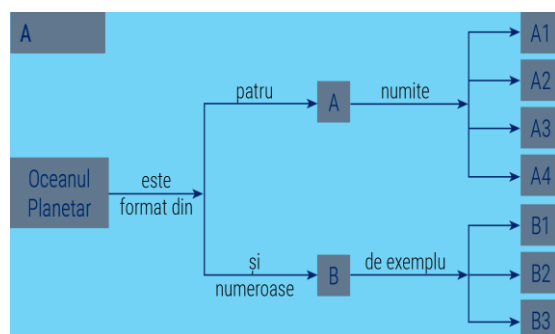 A
Oceanul
Planetar
este
format din
patru
A
numite
A1
A2
A3
A4
și
numeroase
B
de exemplu
B1
B2
B3